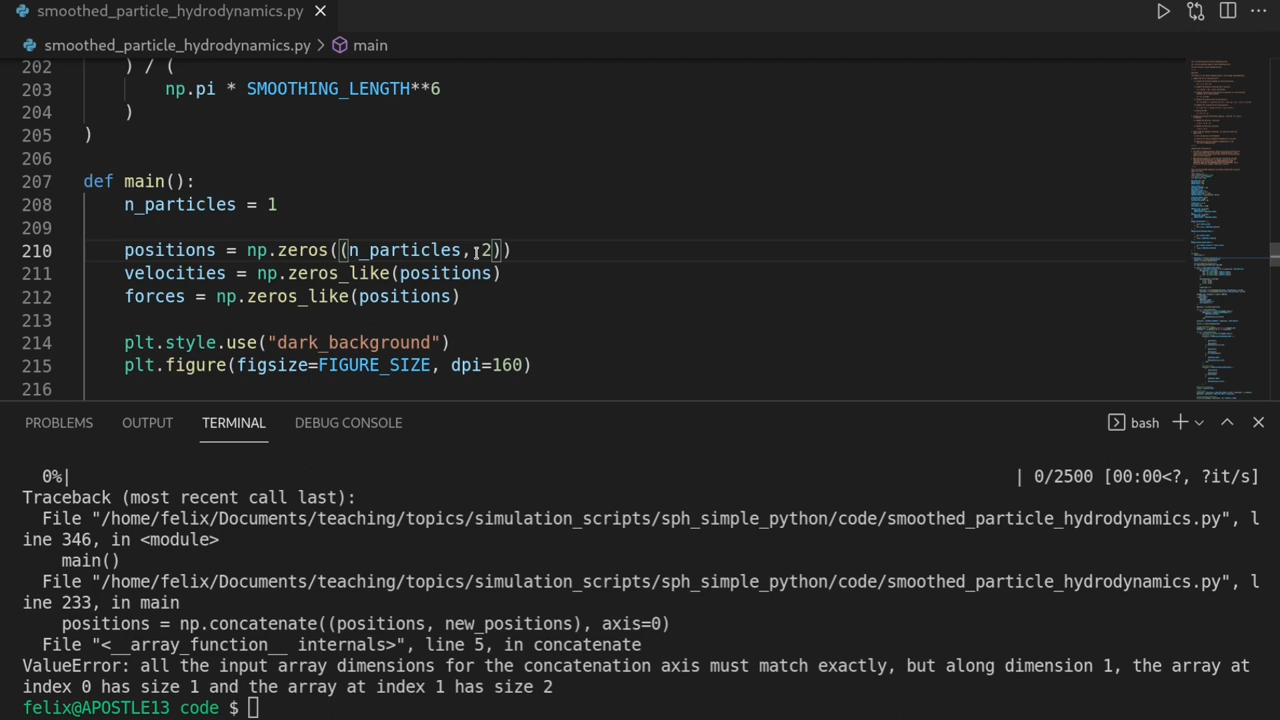 smoothed_particle_hydrodynamics.py
smoothed_particle_hydrodynamics.py > main
202 ) / (
203 np.pi * SMOOTHING_LENGTH**6
204 )
205 )
206
207 def main():
208 n_particles = 1
209
210 positions = np.zeros((n_particles, 2))
211 velocities = np.zeros_like(positions)
212 forces = np.zeros_like(positions)
213
214 plt.style.use("dark_background")
215 plt.figure(figsize=FIGURE_SIZE, dpi=160)
216
PROBLEMS OUTPUT TERMINAL DEBUG CONSOLE bash
0%| | 0/2500 [00:00<?, ?it/s]
Traceback (most recent call last):
File "/home/felix/Documents/teaching/topics/simulation_scripts/sph_simple_python/code/smoothed_particle_hydrodynamics.py", l
ine 346, in <module>
main()
File "/home/felix/Documents/teaching/topics/simulation_scripts/sph_simple_python/code/smoothed_particle_hydrodynamics.py", l
ine 233, in main
positions = np.concatenate((positions, new_positions), axis=0)
File "<__array_function__ internals>", line 5, in concatenate
ValueError: all the input array dimensions for the concatenation axis must match exactly, but along dimension 1, the array at
index 0 has size 1 and the array at index 1 has size 2
felix@APOSTLE13 code $